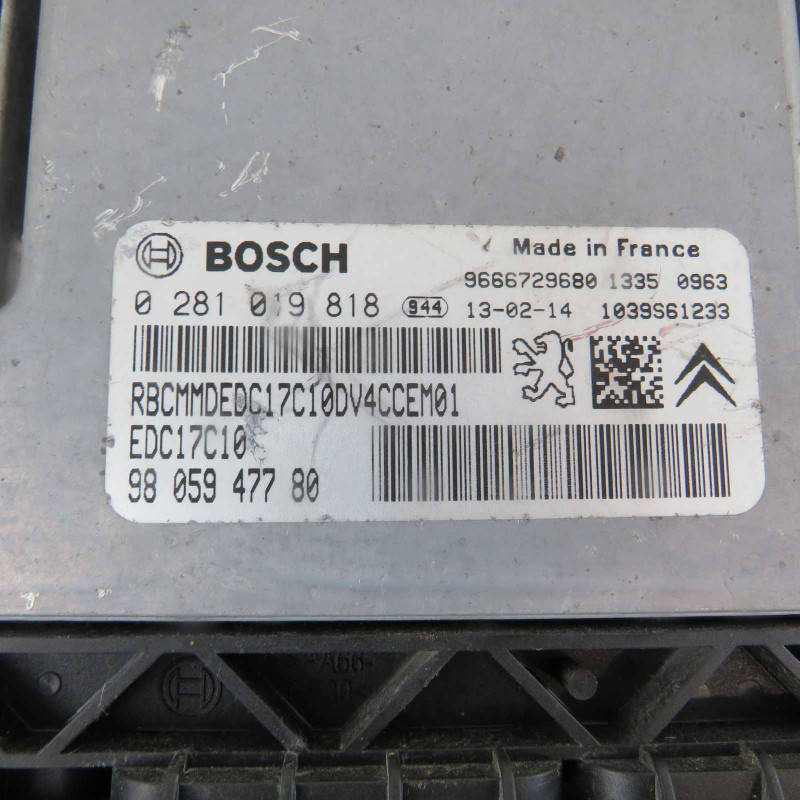 BOSCH
Made in France
9666729680 1335 0963
0 281 019 818 944 13-02-14 1039S61233
RBCMMDEDC17C10DV4CCEM01
EDC17C10
98 059 477 80